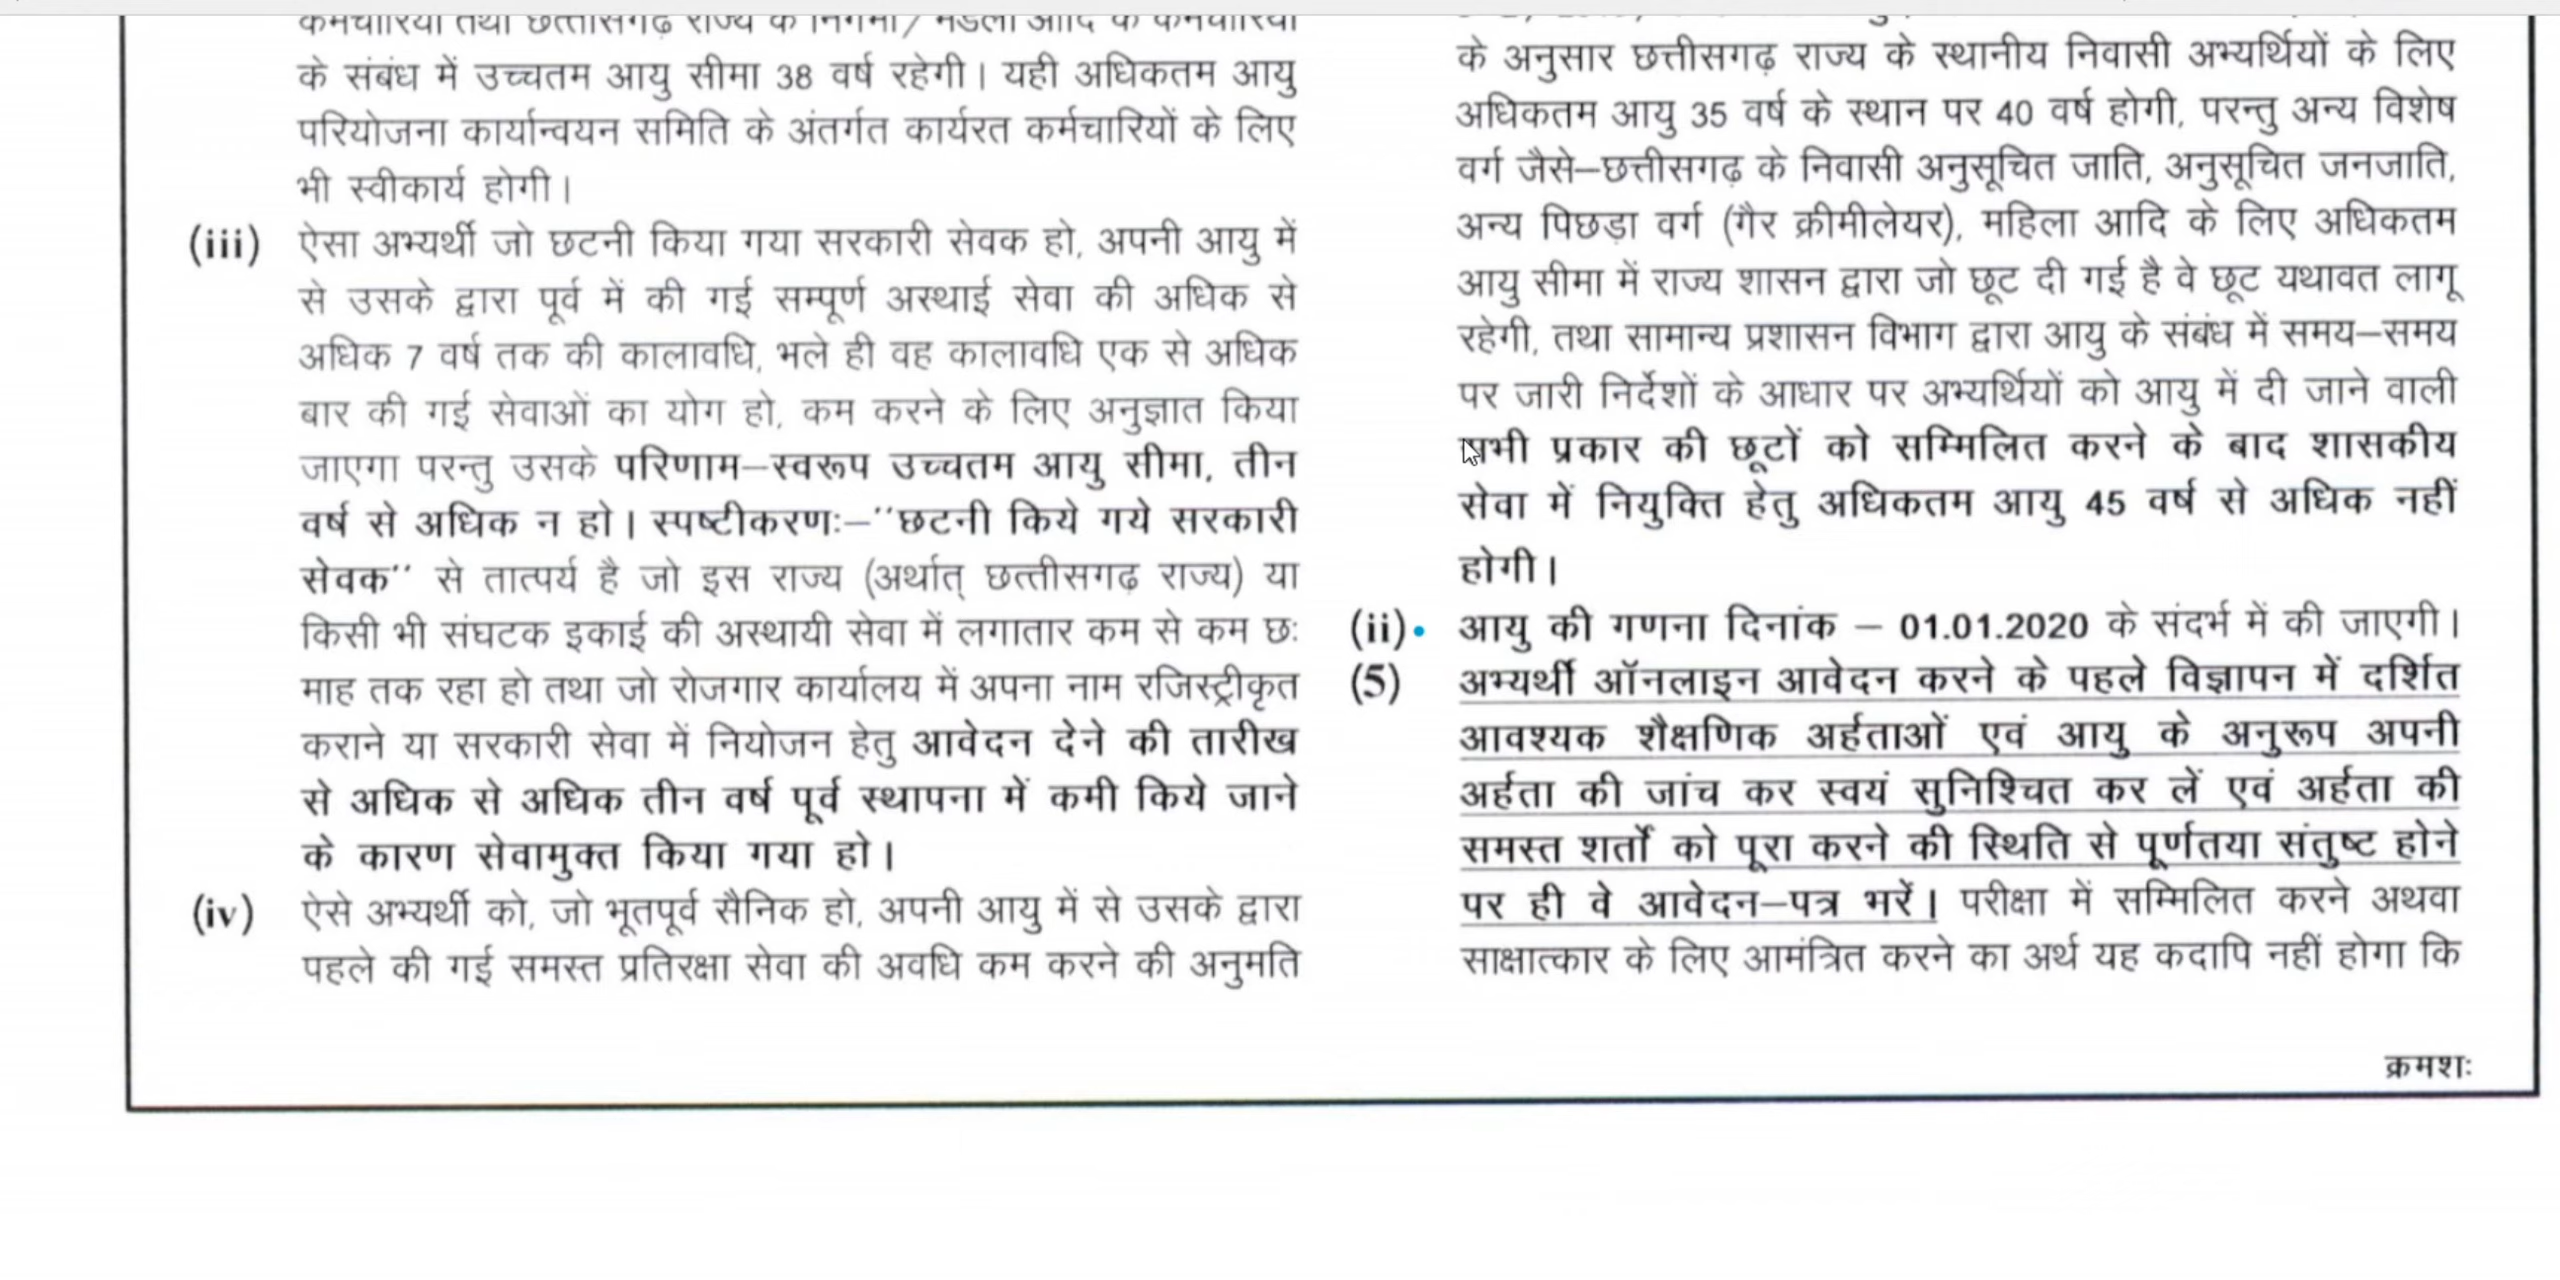 कर्मचारियों तथा छत्तीसगढ़ राज्य के निगमों/ मंडलों आदि के कर्मचारियों
के संबंध में उच्चतम आयु सीमा 38 वर्ष रहेगी। यही अधिकतम आयु
परियोजना कार्यान्वयन समिति के अंतर्गत कार्यरत कर्मचारियों के लिए
भी स्वीकार्य होगी।
(iii) ऐसा अभ्यर्थी जो छटनी किया गया सरकारी सेवक हो, अपनी आयु में
से उसके द्वारा पूर्व में की गई सम्पूर्ण अस्थाई सेवा की अधिक से
अधिक 7 वर्ष तक की कालावधि, भले ही वह कालावधि एक से अधिक
बार की गई सेवाओं का योग हो, कम करने के लिए अनुज्ञात किया
जाएगा परन्तु उसके परिणाम–स्वरूप उच्चतम आयु सीमा, तीन
वर्ष से अधिक न हो। स्पष्टीकरणः–''छटनी किये गये सरकारी
सेवक'' से तात्पर्य है जो इस राज्य (अर्थात् छत्तीसगढ़ राज्य) या
किसी भी संघटक इकाई की अस्थायी सेवा में लगातार कम से कम छः
माह तक रहा हो तथा जो रोजगार कार्यालय में अपना नाम रजिस्ट्रीकृत
कराने या सरकारी सेवा में नियोजन हेतु आवेदन देने की तारीख
से अधिक से अधिक तीन वर्ष पूर्व स्थापना में कमी किये जाने
के कारण सेवामुक्त किया गया हो।
(iv) ऐसे अभ्यर्थी को, जो भूतपूर्व सैनिक हो, अपनी आयु में से उसके द्वारा
पहले की गई समस्त प्रतिरक्षा सेवा की अवधि कम करने की अनुमति
के अनुसार छत्तीसगढ़ राज्य के स्थानीय निवासी अभ्यर्थियों के लिए
अधिकतम आयु 35 वर्ष के स्थान पर 40 वर्ष होगी, परन्तु अन्य विशेष
वर्ग जैसे–छत्तीसगढ़ के निवासी अनुसूचित जाति, अनुसूचित जनजाति,
अन्य पिछड़ा वर्ग (गैर क्रीमीलेयर), महिला आदि के लिए अधिकतम
आयु सीमा में राज्य शासन द्वारा जो छूट दी गई है वे छूट यथावत लागू
रहेगी, तथा सामान्य प्रशासन विभाग द्वारा आयु के संबंध में समय–समय
पर जारी निर्देशों के आधार पर अभ्यर्थियों को आयु में दी जाने वाली
सभी प्रकार की छूटों को सम्मिलित करने के बाद शासकीय
सेवा में नियुक्ति हेतु अधिकतम आयु 45 वर्ष से अधिक नहीं
होगी।
(ii) आयु की गणना दिनांक – 01.01.2020 के संदर्भ में की जाएगी।
(5) अभ्यर्थी ऑनलाइन आवेदन करने के पहले विज्ञापन में दर्शित
आवश्यक शैक्षणिक अर्हताओं एवं आयु के अनुरूप अपनी
अर्हता की जांच कर स्वयं सुनिश्चित कर लें एवं अर्हता की
समस्त शर्तों को पूरा करने की स्थिति से पूर्णतया संतुष्ट होने
पर ही वे आवेदन–पत्र भरें। परीक्षा में सम्मिलित करने अथवा
साक्षात्कार के लिए आमंत्रित करने का अर्थ यह कदापि नहीं होगा कि
क्रमशः